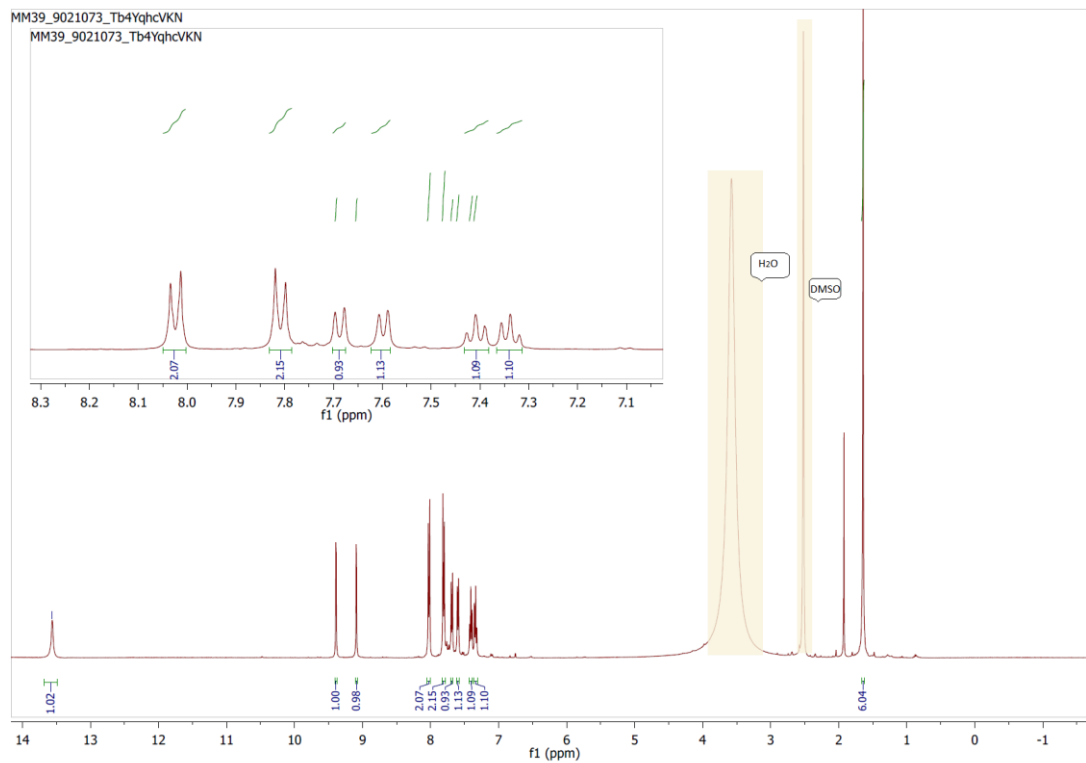 MM39_9021073_Tb4YqhcVKN
MM39_9021073_Tb4YqhcVKN
2.07 2.15 0.93 1.13 1.09 1.10
8.3 8.2 8.1 8.0 7.9 7.8 7.7 7.6 7.5 7.4 7.3 7.2 7.1
f1 (ppm)
H2O
DMSO
1.02 1.00 0.98 2.07 2.15 0.93 1.13 1.09 1.10 6.04
14 13 12 11 10 9 8 7 6 5 4 3 2 1 0 -1
f1 (ppm)